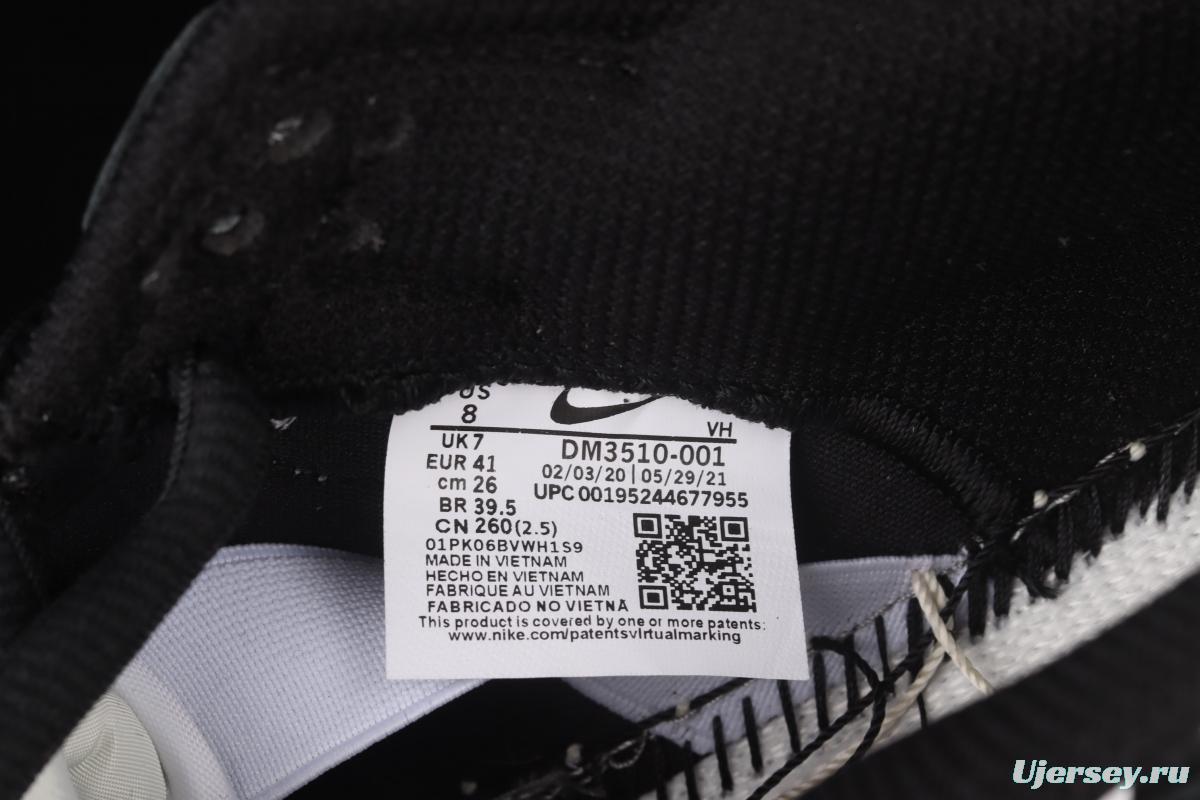 US
8
VH
UK 7
DM3510-001
EUR 41
02/03/20 | 05/29/21
cm 26
UPC 00195244677955
BR 39.5
CN 260(2.5)
01PK06BVWH1S9
MADE IN VIETNAM
HECHO EN VIETNAM
FABRIQUE AU VIETNAM
FABRICADO NO VIETNA
This product is covered by one or more patents:
www.nike.com/patentsvlrtualmarking
Ujersey.ru